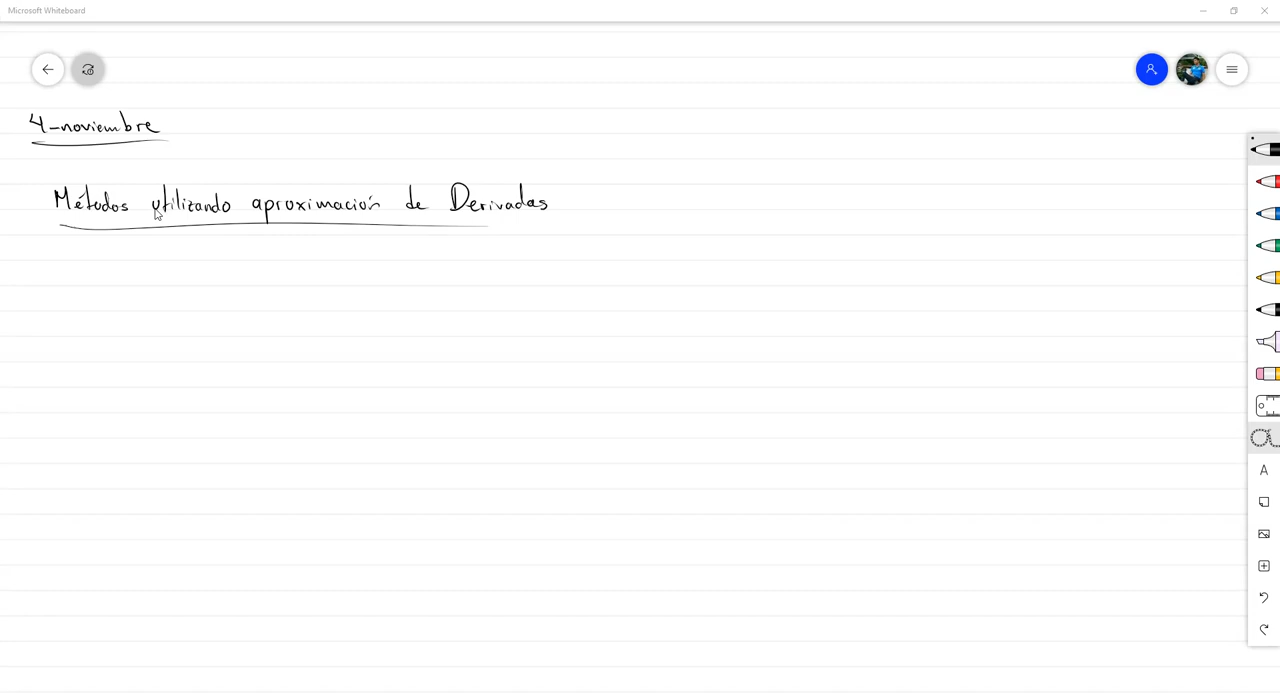 Microsoft Whiteboard
4-noviembre
Métodos utilizando aproximación de Derivadas
A